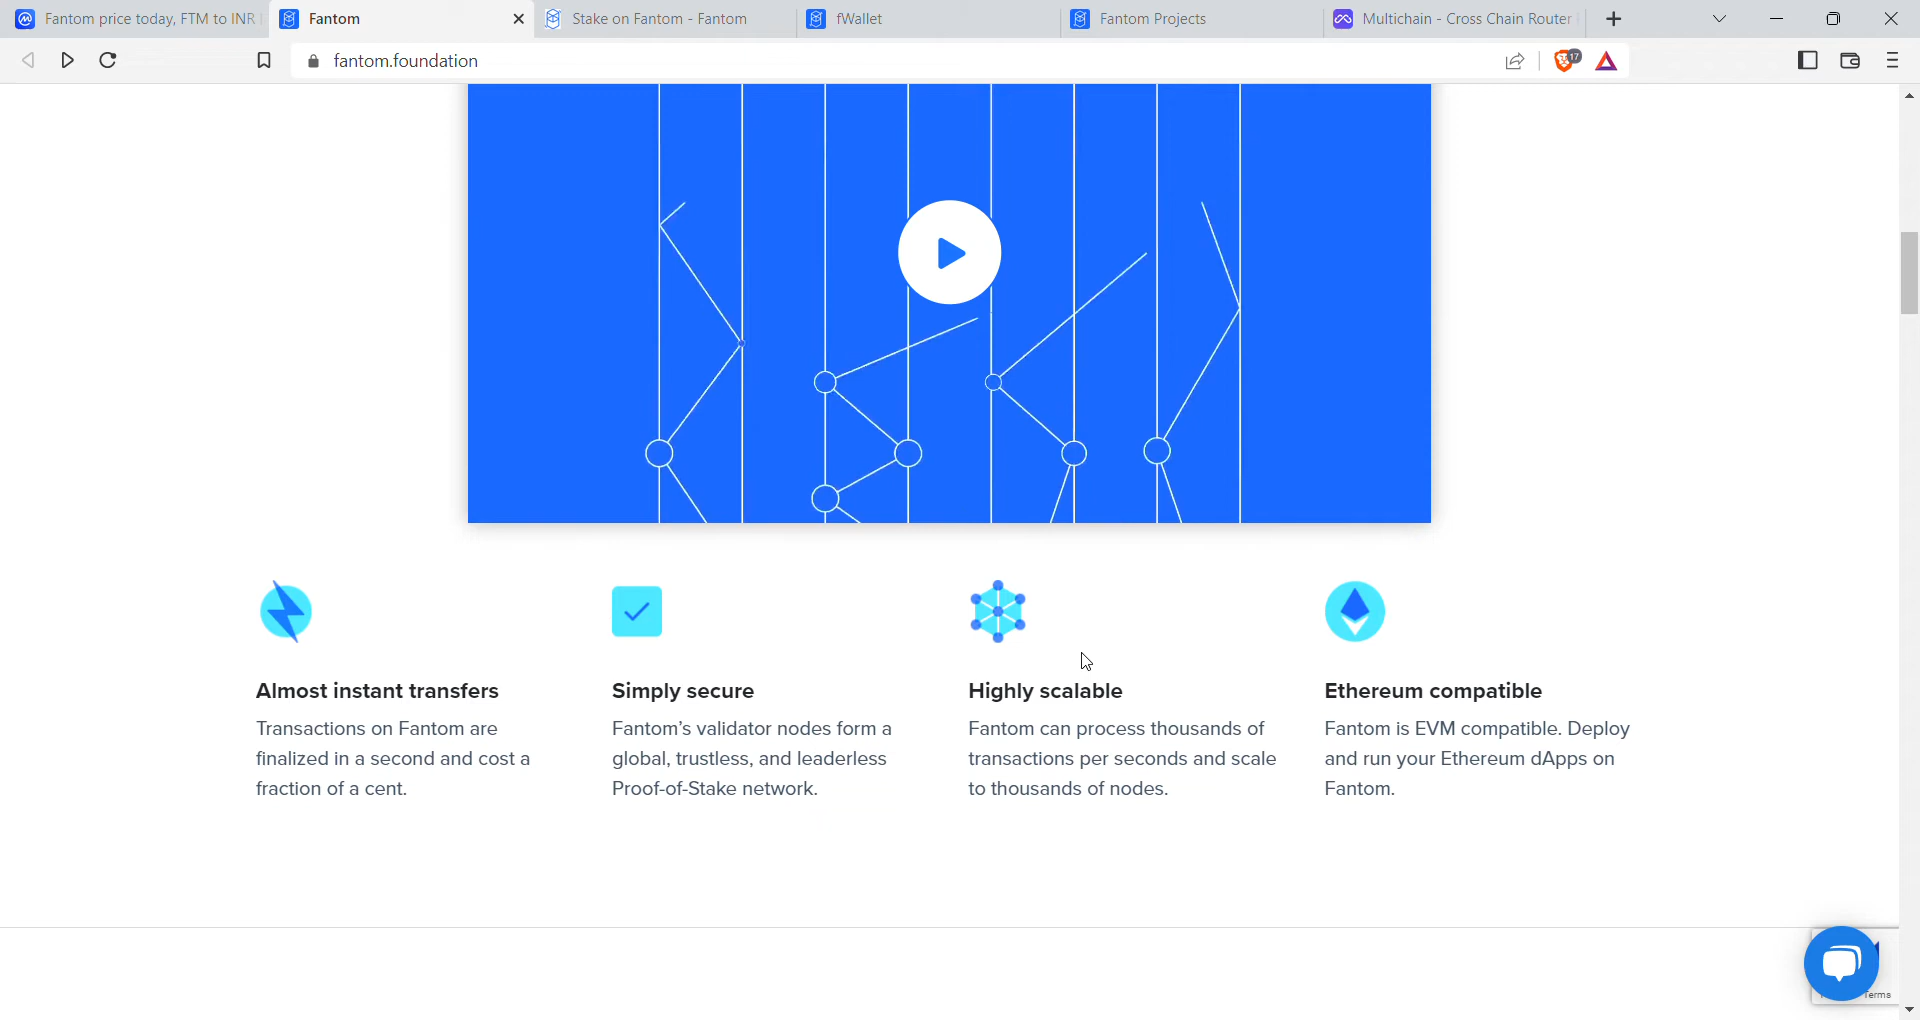 Fantom price today, FTM to INR
Fantom
Stake on Fantom - Fantom
fWallet
Fantom Projects
Multichain - Cross Chain Router
fantom.foundation
17
Almost instant transfers
Transactions on Fantom are
finalized in a second and cost a
fraction of a cent.
Simply secure
Fantom's validator nodes form a
global, trustless, and leaderless
Proof-of-Stake network.
Highly scalable
Fantom can process thousands of
transactions per seconds and scale
to thousands of nodes.
Ethereum compatible
Fantom is EVM compatible. Deploy
and run your Ethereum dApps on
Fantom.
Terms